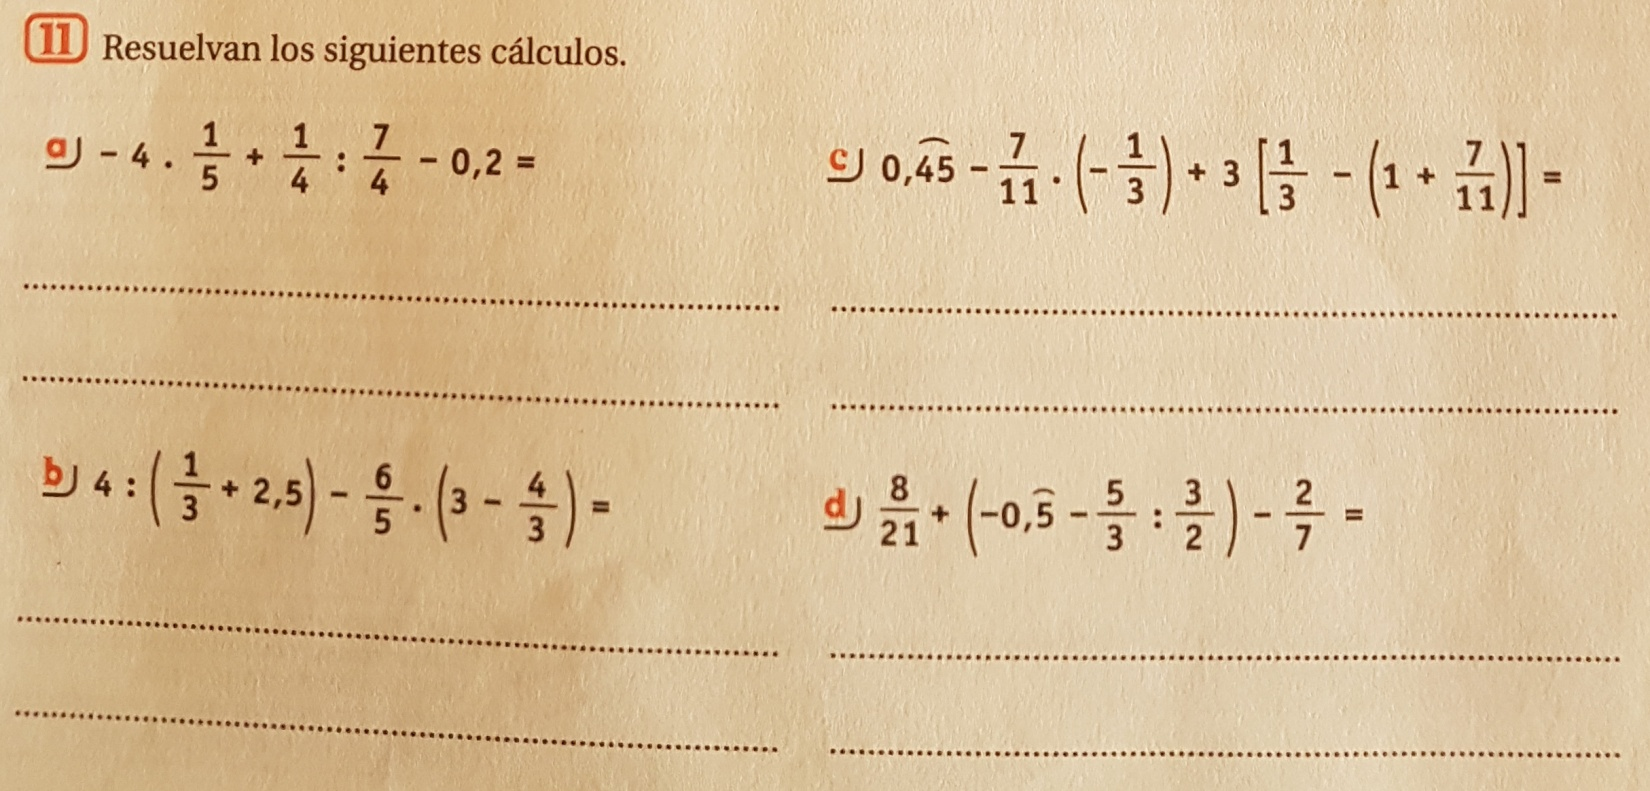 11 Resuelvan los siguientes cálculos.
a) - 4 . 1/5 + 1/4 : 7/4 - 0,2 =
c) 0,4͡5 - 7/11 . (- 1/3) + 3 [1/3 - (1 + 7/11)] =
b) 4 : (1/3 + 2,5) - 6/5 . (3 - 4/3) =
d) 8/21 + (-0,5̑ - 5/3 : 3/2) - 2/7 =